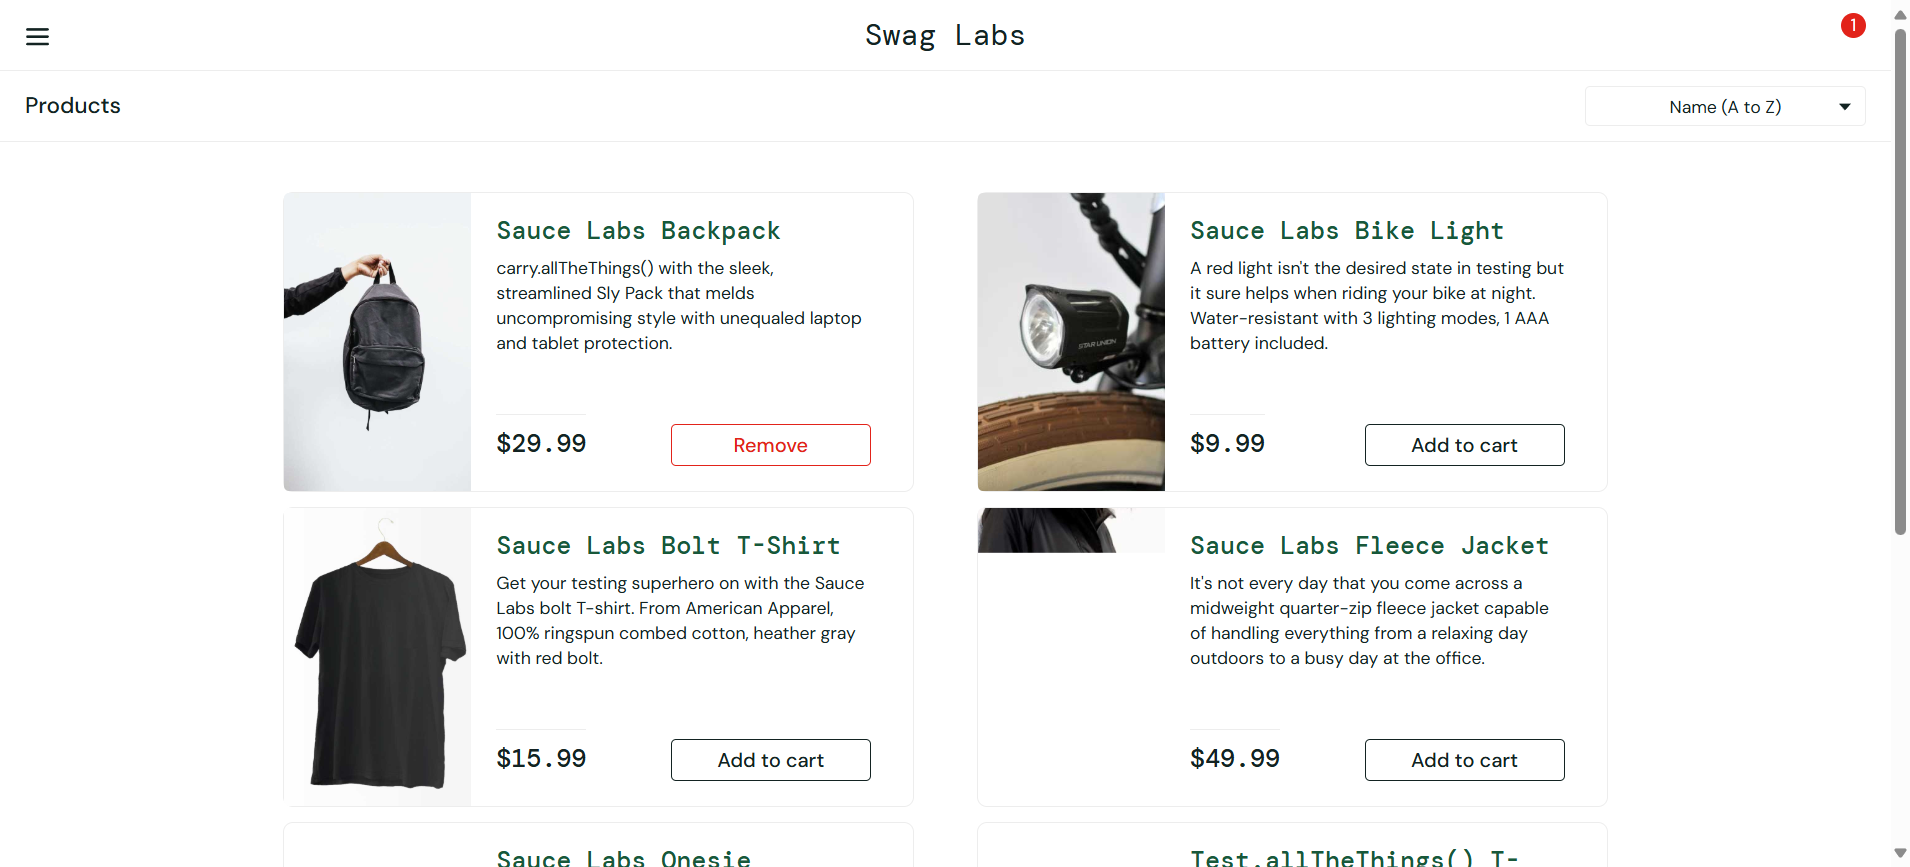 Swag Labs
1
Products
Name (A to Z)
Sauce Labs Backpack
carry.allTheThings() with the sleek,
streamlined Sly Pack that melds
uncompromising style with unequaled laptop
and tablet protection.
$29.99
Remove
Sauce Labs Bike Light
A red light isn't the desired state in testing but
it sure helps when riding your bike at night.
Water-resistant with 3 lighting modes, 1 AAA
battery included.
STAR UNION
$9.99
Add to cart
Sauce Labs Bolt T-Shirt
Get your testing superhero on with the Sauce
Labs bolt T-shirt. From American Apparel,
100% ringspun combed cotton, heather gray
with red bolt.
$15.99
Add to cart
Sauce Labs Fleece Jacket
It's not every day that you come across a
midweight quarter-zip fleece jacket capable
of handling everything from a relaxing day
outdoors to a busy day at the office.
$49.99
Add to cart
Sauce Labs Onesie
Test.allTheThings() T-